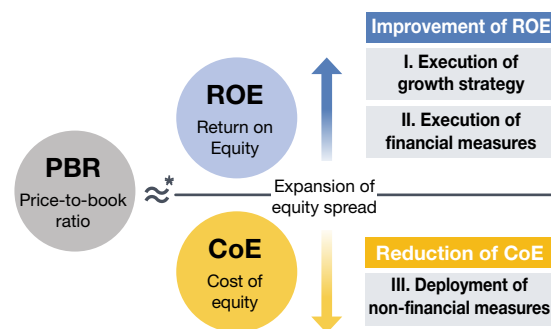 PBR
Price-to-book
ratio
≈*
ROE
Return on
Equity
Expansion of
equity spread
CoE
Cost of
equity
Improvement of ROE
I. Execution of
growth strategy
II. Execution of
financial measures
Reduction of CoE
III. Deployment of
non-financial measures